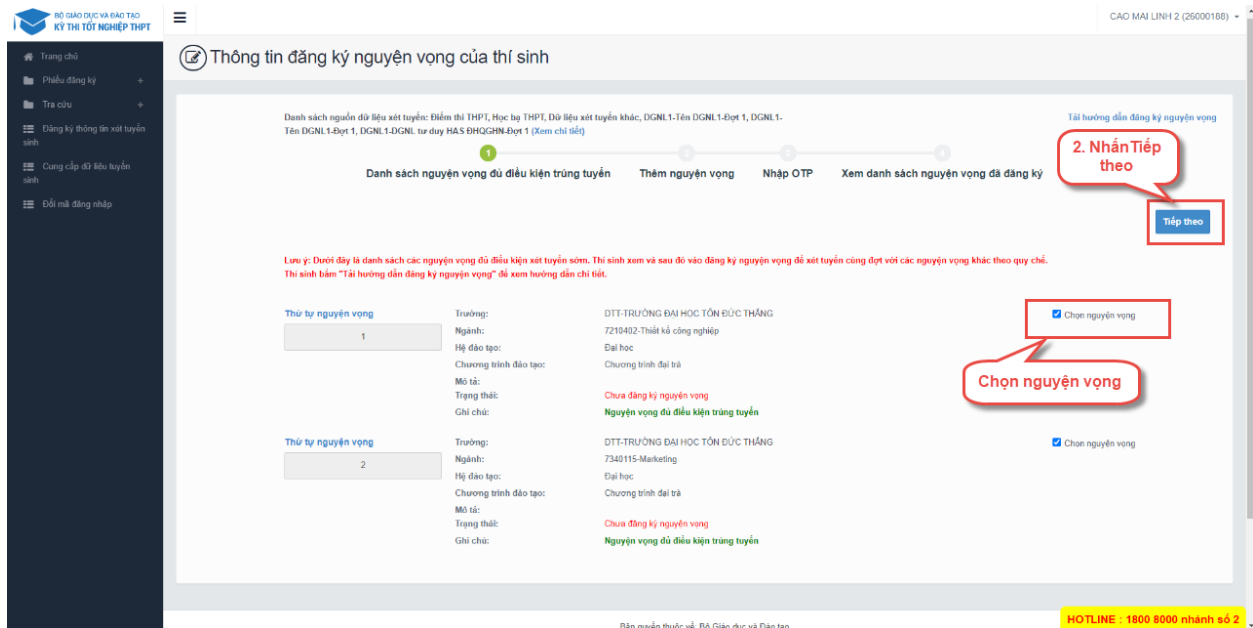 BỘ GIÁO DỤC VÀ ĐÀO TẠO
KỲ THI TỐT NGHIỆP THPT
CAO MAI LINH 2 (26000188)
Trang chủ
Phiếu đăng ký +
Tra cứu +
Đăng ký thông tin xét tuyển
sinh
Cung cấp dữ liệu tuyển
sinh
Đổi mã đăng nhập
Thông tin đăng ký nguyện vọng của thí sinh
Danh sách nguồn dữ liệu xét tuyển: Điểm thi THPT, Học bạ THPT, Dữ liệu xét tuyển khác, DGNL1-Tên DGNL1-Đợt 1, DGNL1-
Tên DGNL1-Đợt 1, DGNL1-DGNL tư duy HAS ĐHQGHN-Đợt 1 (Xem chi tiết)
Tải hướng dẫn đăng ký nguyện vọng
1
2
3
4
Danh sách nguyện vọng đủ điều kiện trúng tuyển
Thêm nguyện vọng
Nhập OTP
Xem danh sách nguyện vọng đã đăng ký
2. Nhấn Tiếp
theo
Tiếp theo
Lưu ý: Dưới đây là danh sách các nguyện vọng đủ điều kiện xét tuyển sớm. Thí sinh xem và sau đó vào đăng ký nguyện vọng để xét tuyển cùng đợt với các nguyện vọng khác theo quy chế.
Thí sinh bấm "Tải hướng dẫn đăng ký nguyện vọng" để xem hướng dẫn chi tiết.
Thứ tự nguyện vọng
1
Trường: DTT-TRƯỜNG ĐẠI HỌC TÔN ĐỨC THẮNG
Ngành: 7210402-Thiết kế công nghiệp
Hệ đào tạo: Đại học
Chương trình đào tạo: Chương trình đại trà
Mô tả:
Trạng thái: Chưa đăng ký nguyện vọng
Ghi chú: Nguyện vọng đủ điều kiện trúng tuyển
Chọn nguyện vọng
Chọn nguyện vọng
Thứ tự nguyện vọng
2
Trường: DTT-TRƯỜNG ĐẠI HỌC TÔN ĐỨC THẮNG
Ngành: 7340115-Marketing
Hệ đào tạo: Đại học
Chương trình đào tạo: Chương trình đại trà
Mô tả:
Trạng thái: Chưa đăng ký nguyện vọng
Ghi chú: Nguyện vọng đủ điều kiện trúng tuyển
Chọn nguyện vọng
Bản quyền thuộc về: Bộ Giáo dục và Đào tạo
HOTLINE : 1800 8000 nhánh số 2